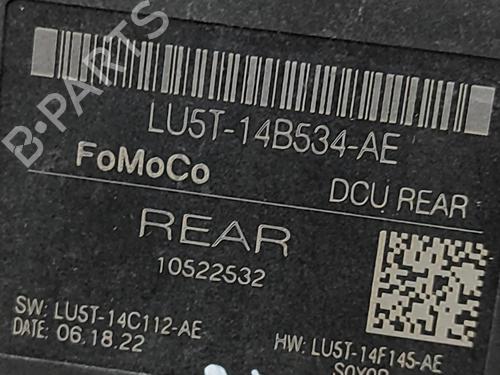 LU5T-14B534-AE
FoMoCo
DCU REAR
REAR
10522532
SW: LU5T-14C112-AE
DATE: 06.18.22
HW: LU5T-14F145-AE
B-PARTS